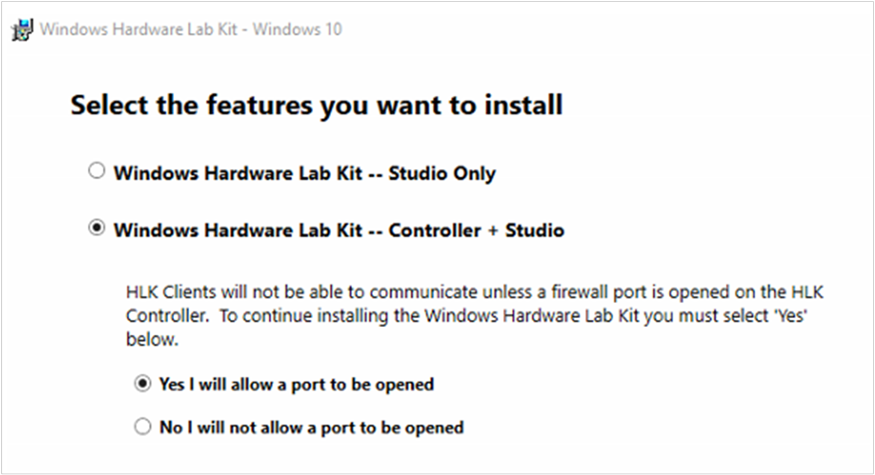 Windows Hardware Lab Kit - Windows 10
Select the features you want to install
Windows Hardware Lab Kit -- Studio Only
Windows Hardware Lab Kit -- Controller + Studio
HLK Clients will not be able to communicate unless a firewall port is opened on the HLK
Controller.  To continue installing the Windows Hardware Lab Kit you must select 'Yes'
below.
Yes I will allow a port to be opened
No I will not allow a port to be opened